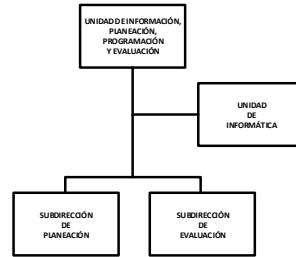 UNIDAD DE INFORMACIÓN,
PLANEACIÓN,
PROGRAMACIÓN
Y EVALUACIÓN
UNIDAD
DE
INFORMÁTICA
SUBDIRECCIÓN
DE
PLANEACIÓN
SUBDIRECCIÓN
DE
EVALUACIÓN